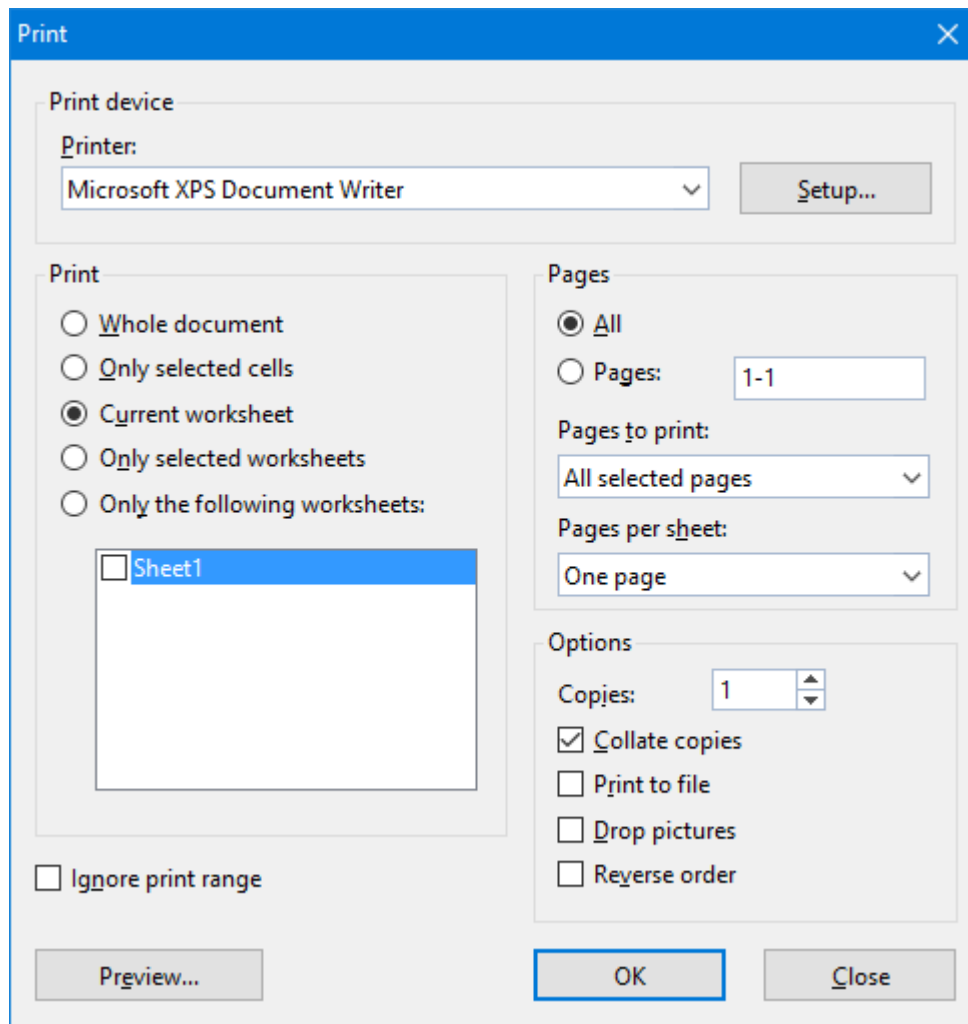 Print
Print device
Printer:
Microsoft XPS Document Writer
Setup...
Print
Whole document
Only selected cells
Current worksheet
Only selected worksheets
Only the following worksheets:
Sheet1
Ignore print range
Pages
All
Pages: 1-1
Pages to print:
All selected pages
Pages per sheet:
One page
Options
Copies: 1
Collate copies
Print to file
Drop pictures
Reverse order
Preview...
OK
Close